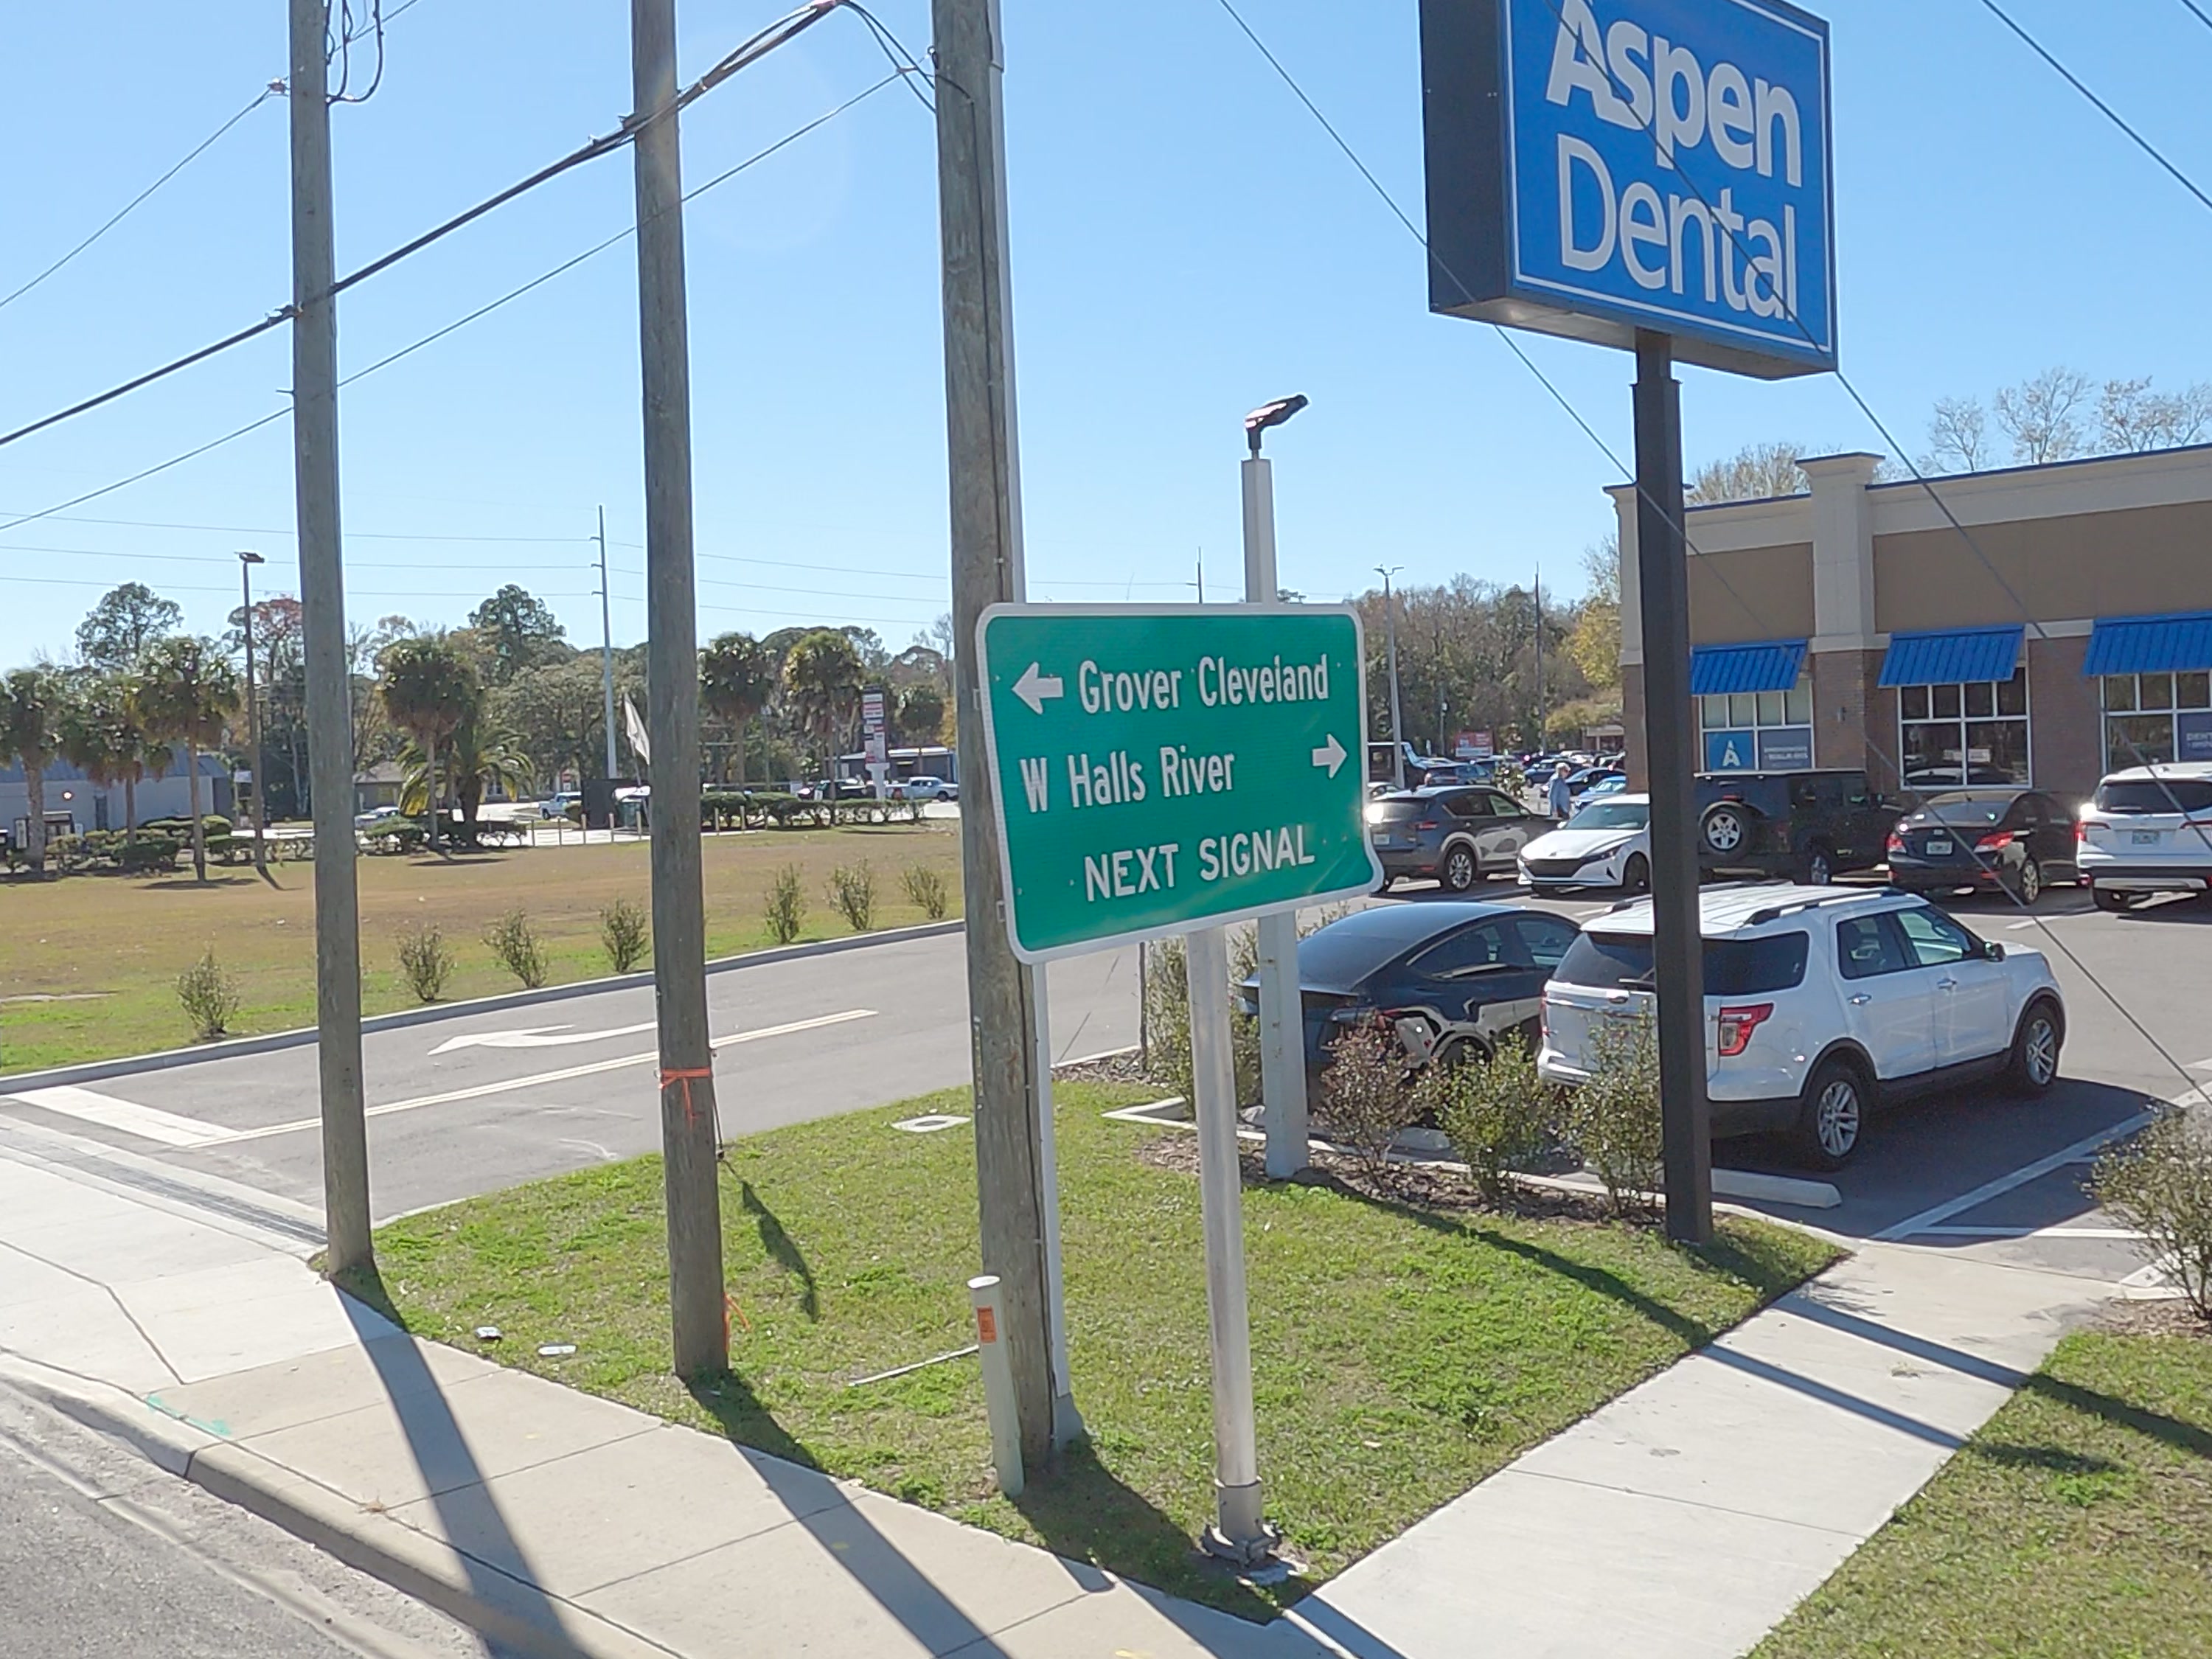 Aspen
Dental
← Grover Cleveland
W Halls River →
NEXT SIGNAL